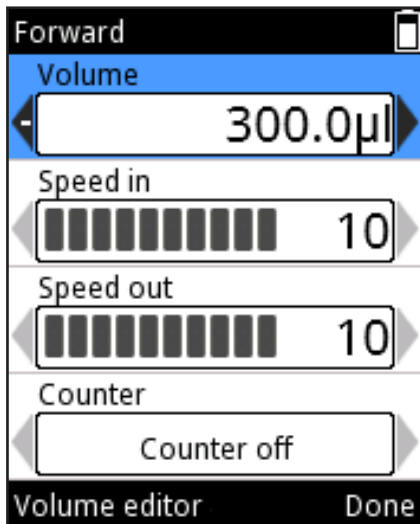 Forward
Volume
- 300.0µl
Speed in
10
Speed out
10
Counter
Counter off
Volume editor Done